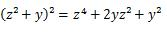 (z² + y)² = z⁴ + 2yz² + y²